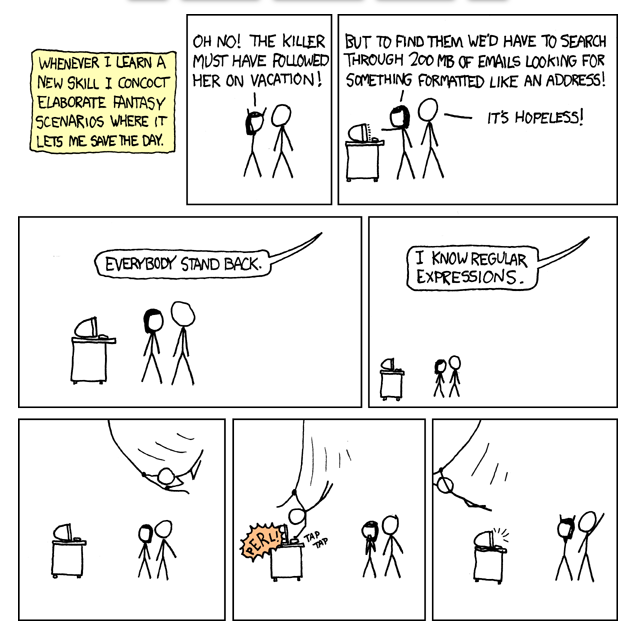 WHENEVER I LEARN A
NEW SKILL I CONCOCT
ELABORATE FANTASY
SCENARIOS WHERE IT
LETS ME SAVE THE DAY.
OH NO! THE KILLER
MUST HAVE FOLLOWED
HER ON VACATION!
BUT TO FIND THEM WE'D HAVE TO SEARCH
THROUGH 200 MB OF EMAILS LOOKING FOR
SOMETHING FORMATTED LIKE AN ADDRESS!
IT'S HOPELESS!
EVERYBODY STAND BACK.
I KNOW REGULAR
EXPRESSIONS.
PERL!
TAP
TAP